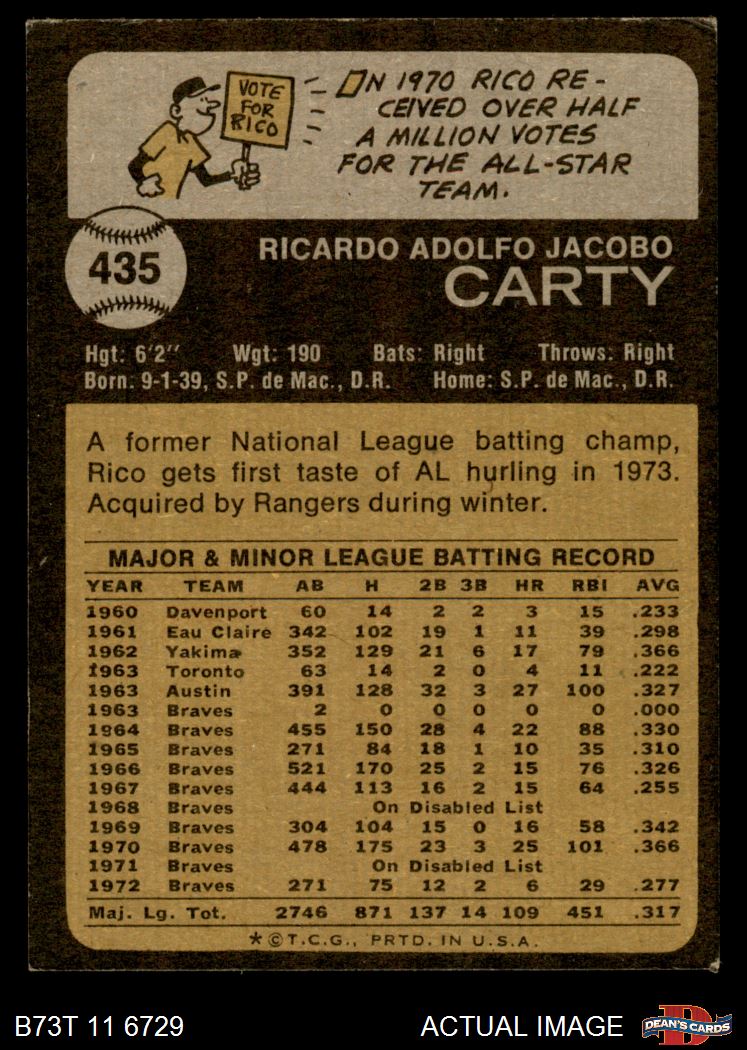 VOTE
FOR
RICO
IN 1970 RICO RE-
CEIVED OVER HALF
A MILLION VOTES
FOR THE ALL-STAR
TEAM.
435
RICARDO ADOLFO JACOBO
CARTY
Hgt: 6'2" Wgt: 190 Bats: Right Throws: Right
Born: 9-1-39, S.P. de Mac., D.R. Home: S.P. de Mac., D.R.
A former National League batting champ,
Rico gets first taste of AL hurling in 1973.
Acquired by Rangers during winter.
MAJOR & MINOR LEAGUE BATTING RECORD
YEAR TEAM AB H 2B 3B HR RBI AVG
1960 Davenport 60 14 2 2 3 15 .233
1961 Eau Claire 342 102 19 1 11 39 .298
1962 Yakima 352 129 21 6 17 79 .366
1963 Toronto 63 14 2 0 4 11 .222
1963 Austin 391 128 32 3 27 100 .327
1963 Braves 2 0 0 0 0 0 .000
1964 Braves 455 150 28 4 22 88 .330
1965 Braves 271 84 18 1 10 35 .310
1966 Braves 521 170 25 2 15 76 .326
1967 Braves 444 113 16 2 15 64 .255
1968 Braves On Disabled List
1969 Braves 304 104 15 0 16 58 .342
1970 Braves 478 175 23 3 25 101 .366
1971 Braves On Disabled List
1972 Braves 271 75 12 2 6 29 .277
Maj. Lg. Tot. 2746 871 137 14 109 451 .317
*©T.C.G., PRTD. IN U.S.A.
B73T 11 6729 ACTUAL IMAGE D DEAN'S CARDS